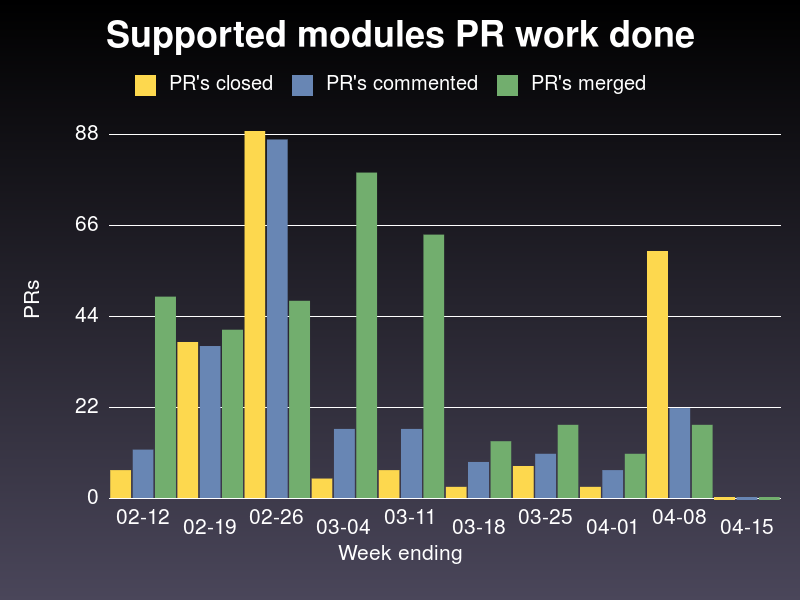 Supported modules PR work done
PR's closed PR's commented PR's merged
88
66
44
22
0
PRs
02-12 02-19 02-26 03-04 03-11 03-18 03-25 04-01 04-08 04-15
Week ending